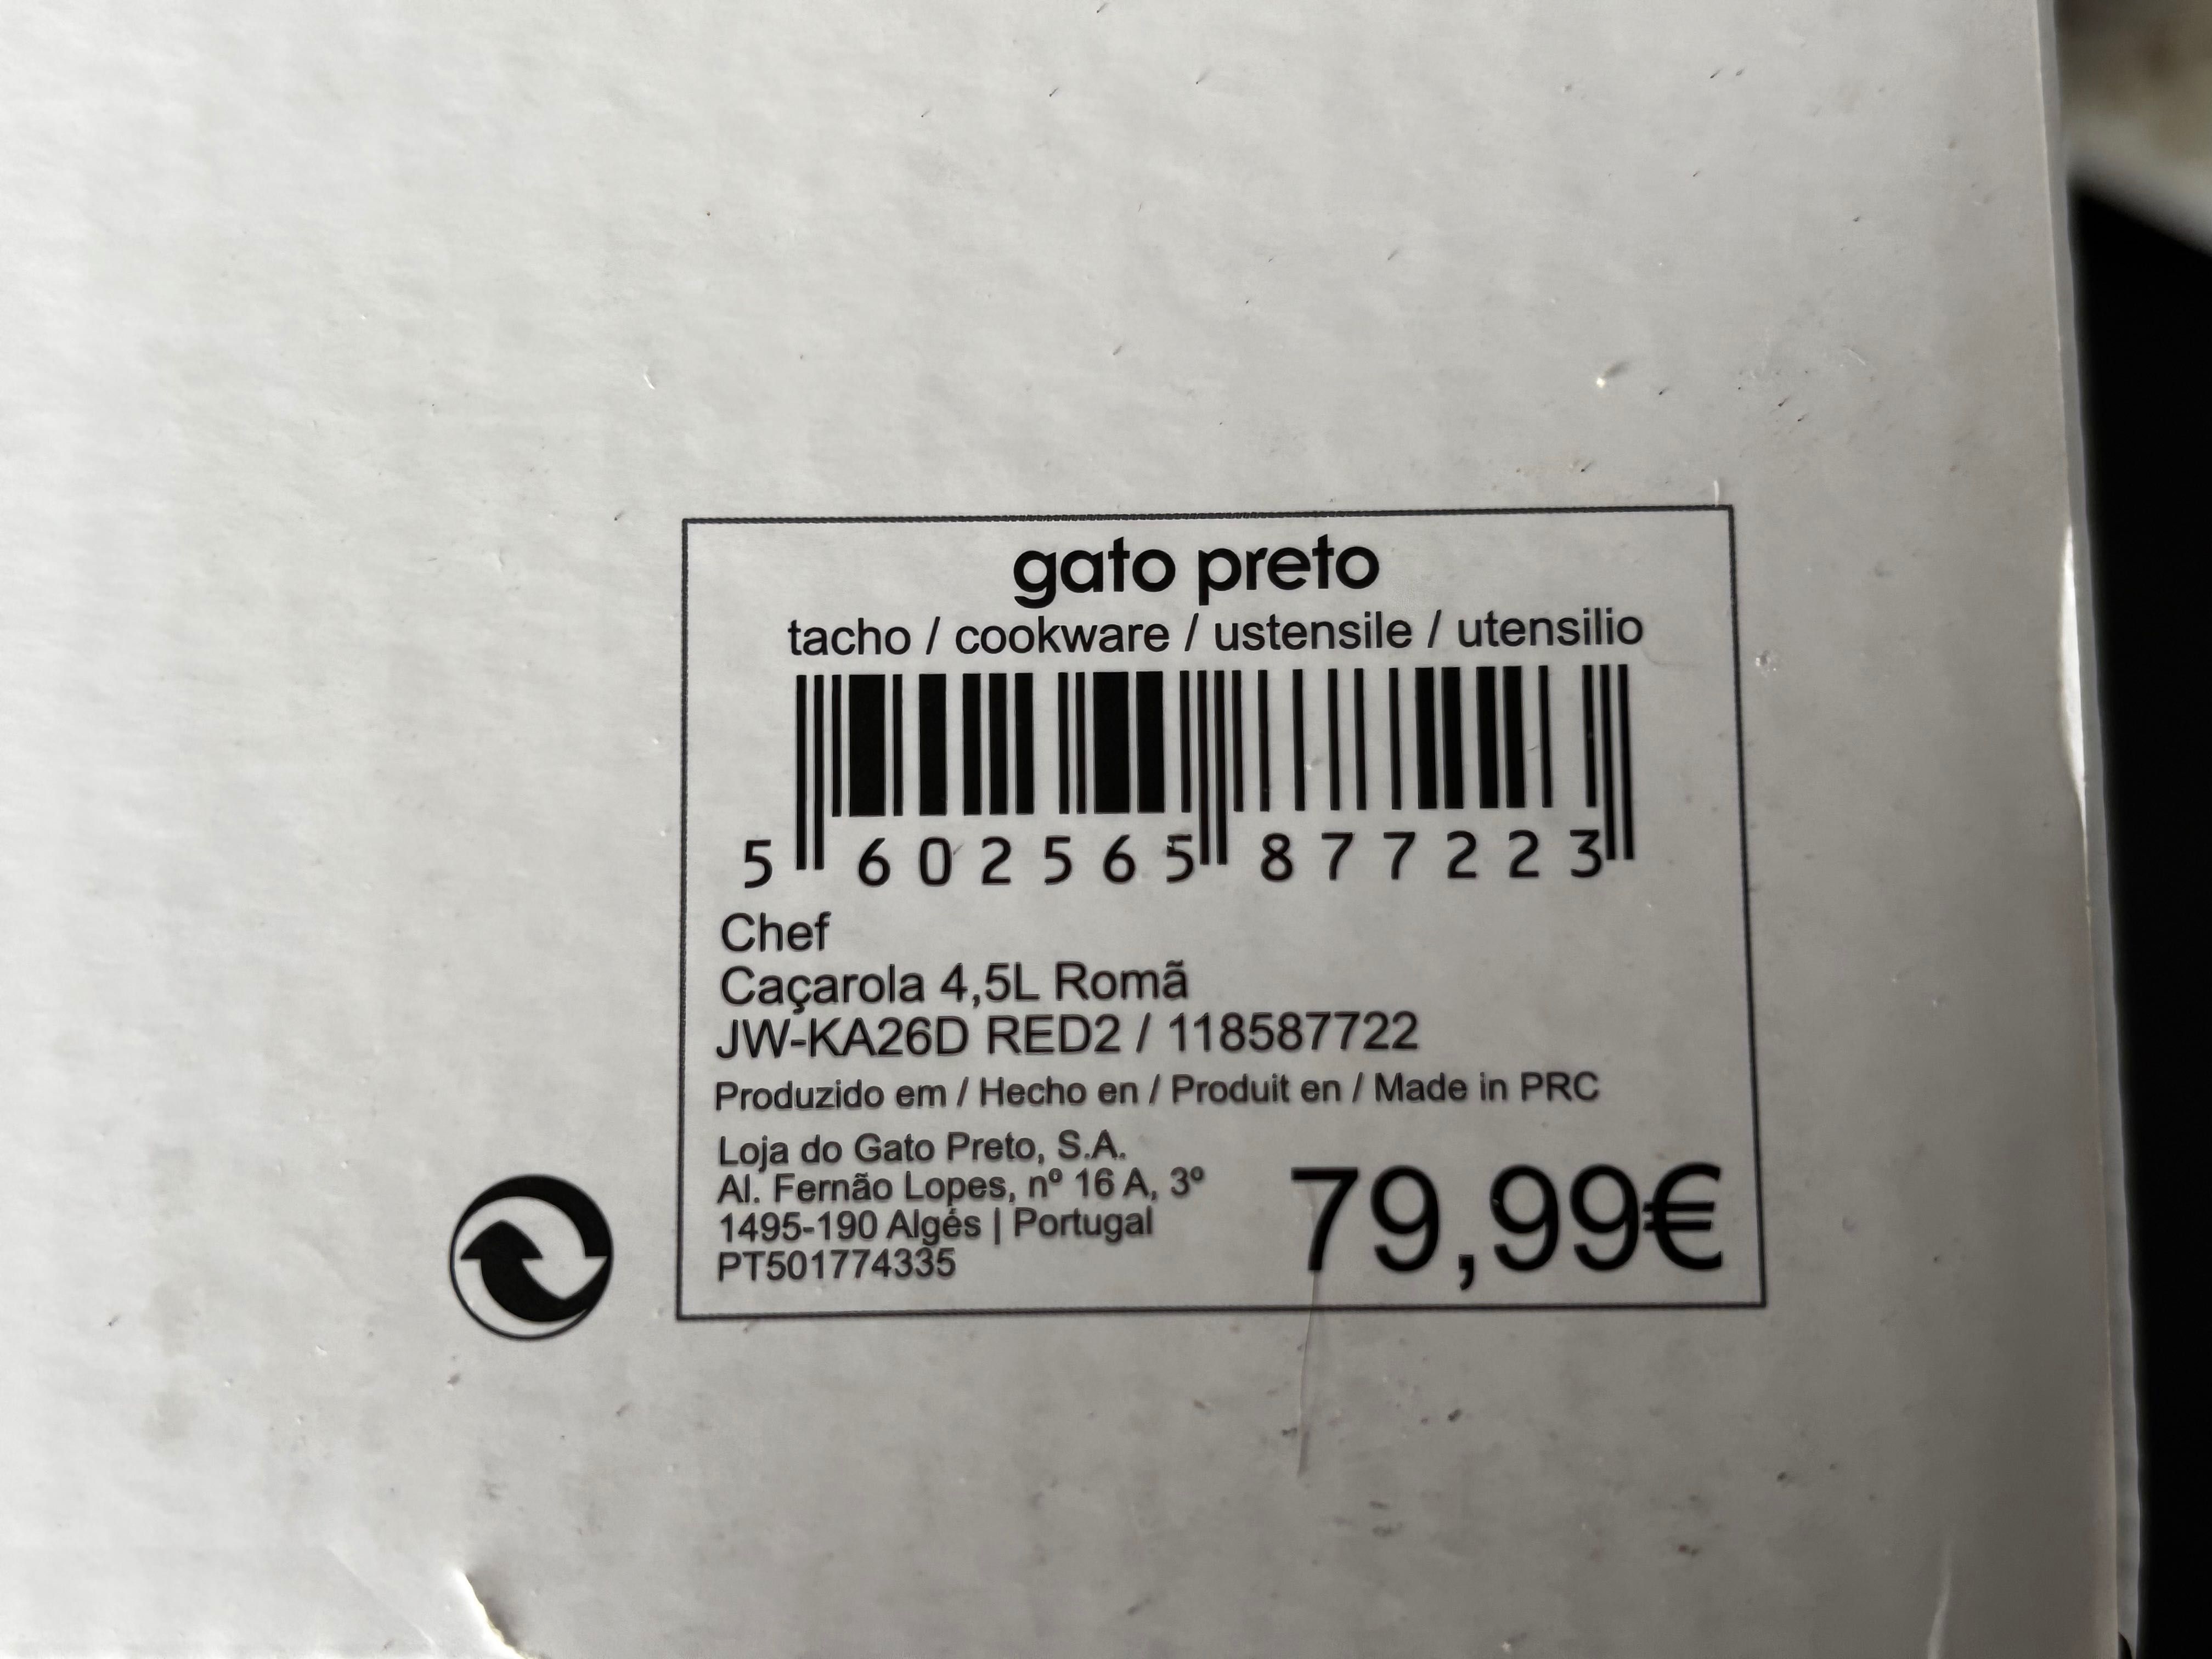 gato preto
tacho / cookware / ustensile / utensilio
5 602565 877223
Chef
Caçarola 4,5L Romã
JW-KA26D RED2 / 118587722
Produzido em / Hecho en / Produit en / Made in PRC
Loja do Gato Preto, S.A.
Al. Fernão Lopes, nº 16 A, 3º
1495-190 Algés | Portugal
PT501774335
79,99€